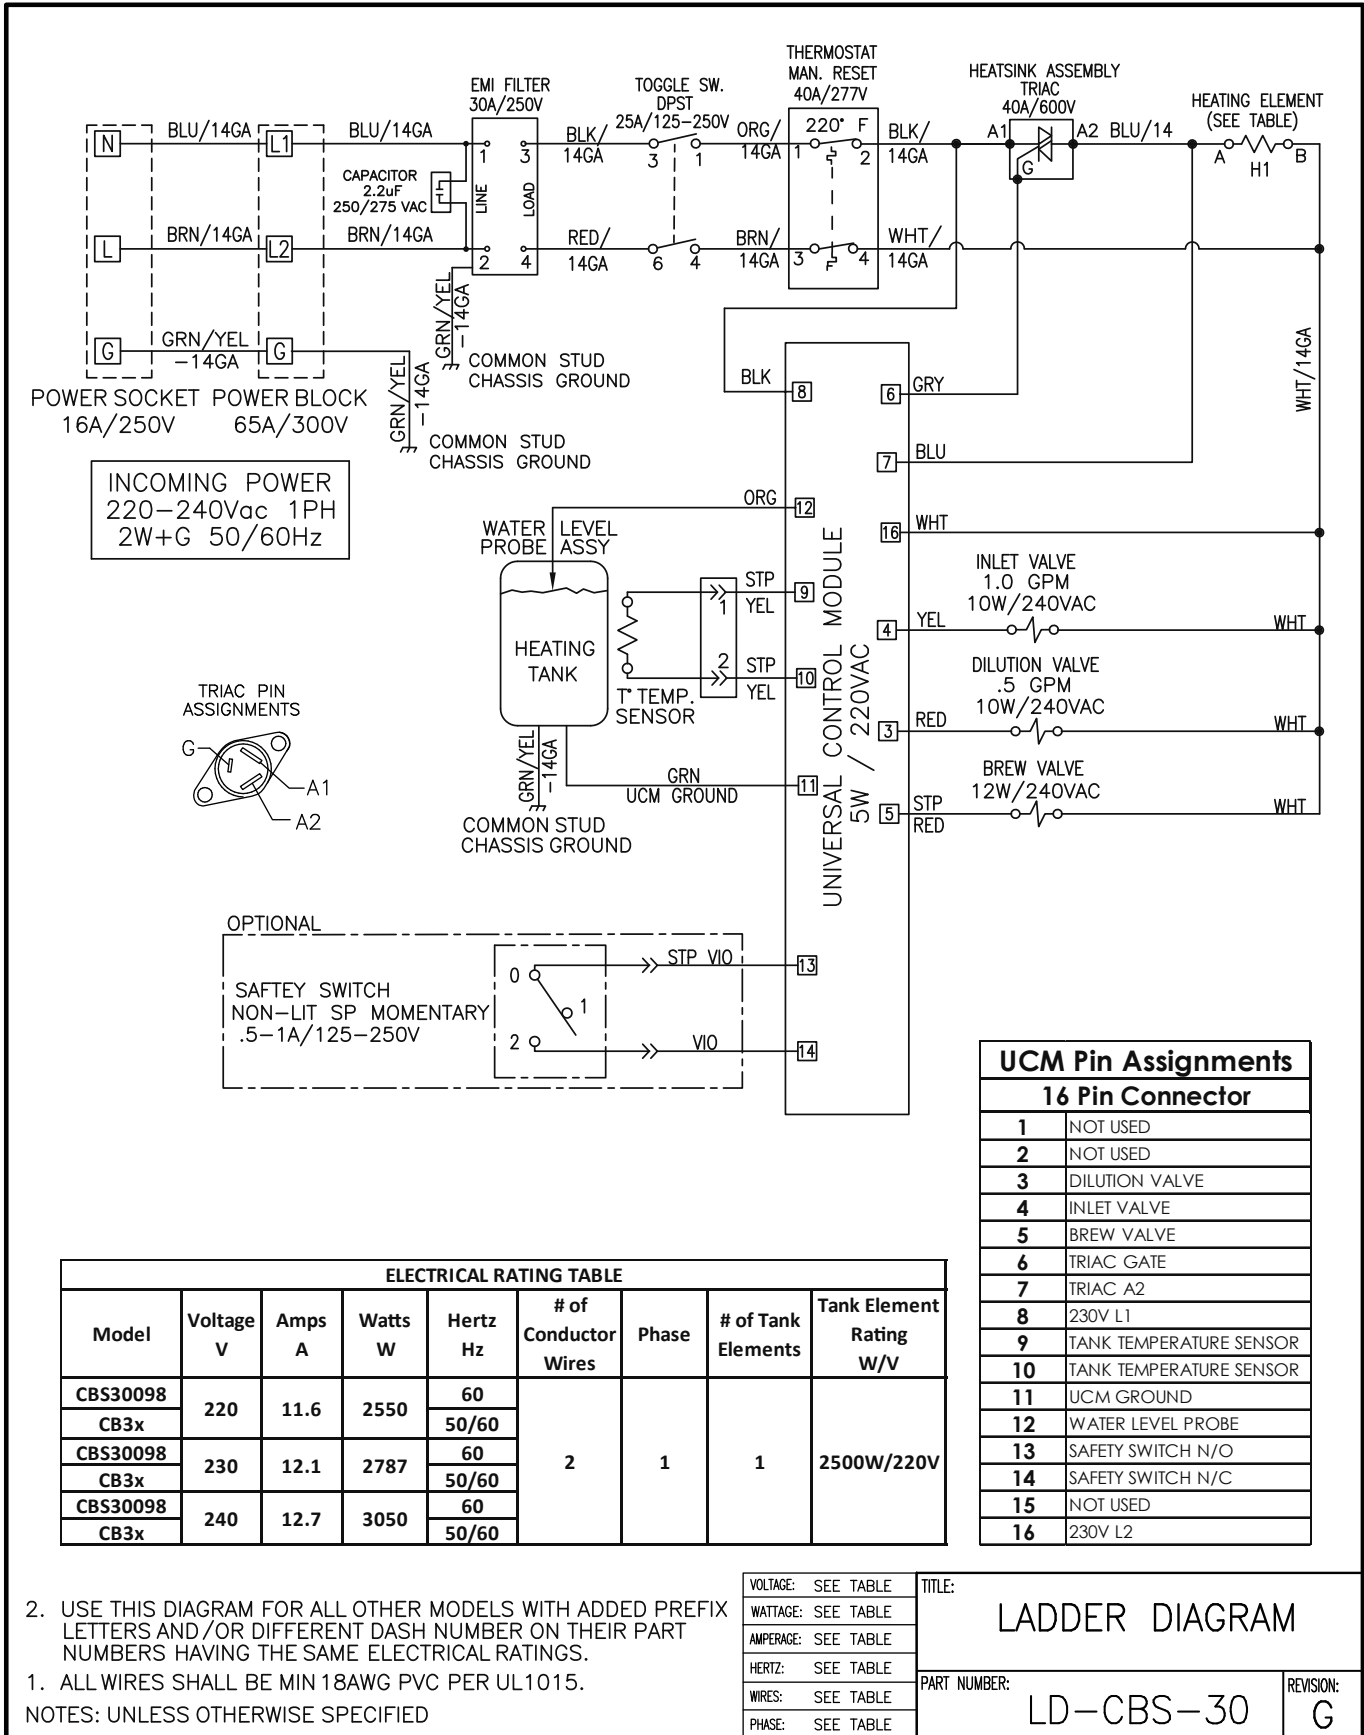 THERMOSTAT
MAN. RESET
40A/277V
HEATSINK ASSEMBLY
TRIAC
40A/600V
EMI FILTER
30A/250V
TOGGLE SW.
DPST
25A/125-250V
HEATING ELEMENT
(SEE TABLE)
N BLU/14GA L1 BLU/14GA 1 3 BLK/ 14GA 3 1 ORG/ 14GA 1 220° F 2 BLK/ 14GA A1 A2 BLU/14 A B
G
H1
CAPACITOR
2.2uF
250/275 VAC
LINE
LOAD
L BRN/14GA L2 BRN/14GA 2 4 RED/ 14GA 6 4 BRN/ 14GA 3 F 4 WHT/ 14GA
GRN/YEL
-14GA
COMMON STUD
CHASSIS GROUND
G GRN/YEL
-14GA G
GRN/YEL
-14GA
COMMON STUD
CHASSIS GROUND
POWER SOCKET
16A/250V
POWER BLOCK
65A/300V
WHT/14GA
INCOMING POWER
220-240Vac 1PH
2W+G 50/60Hz
BLK 8
6 GRY
7 BLU
ORG 12
16 WHT
WATER LEVEL
PROBE ASSY
HEATING
TANK
T° TEMP.
SENSOR
1 STP
YEL 9
2 STP
YEL 10
UNIVERSAL CONTROL MODULE
5W / 220VAC
INLET VALVE
1.0 GPM
10W/240VAC
4 YEL WHT
DILUTION VALVE
.5 GPM
10W/240VAC
3 RED WHT
BREW VALVE
12W/240VAC
5 STP
RED WHT
GRN/YEL
-14GA
GRN
UCM GROUND 11
COMMON STUD
CHASSIS GROUND
TRIAC PIN
ASSIGNMENTS
G
A1
A2
OPTIONAL
SAFTEY SWITCH
NON-LIT SP MOMENTARY
.5-1A/125-250V
0 STP VIO 13
1
2 VIO 14
UCM Pin Assignments
16 Pin Connector
1 NOT USED
2 NOT USED
3 DILUTION VALVE
4 INLET VALVE
5 BREW VALVE
6 TRIAC GATE
7 TRIAC A2
8 230V L1
9 TANK TEMPERATURE SENSOR
10 TANK TEMPERATURE SENSOR
11 UCM GROUND
12 WATER LEVEL PROBE
13 SAFETY SWITCH N/O
14 SAFETY SWITCH N/C
15 NOT USED
16 230V L2
ELECTRICAL RATING TABLE
Model Voltage V Amps A Watts W Hertz Hz # of Conductor Wires Phase # of Tank Elements Tank Element Rating W/V
CBS30098 220 11.6 2550 60 2 1 1 2500W/220V
CB3x 50/60
CBS30098 230 12.1 2787 60
CB3x 50/60
CBS30098 240 12.7 3050 60
CB3x 50/60
2. USE THIS DIAGRAM FOR ALL OTHER MODELS WITH ADDED PREFIX
LETTERS AND/OR DIFFERENT DASH NUMBER ON THEIR PART
NUMBERS HAVING THE SAME ELECTRICAL RATINGS.
1. ALL WIRES SHALL BE MIN 18AWG PVC PER UL1015.
NOTES: UNLESS OTHERWISE SPECIFIED
VOLTAGE: SEE TABLE
WATTAGE: SEE TABLE
AMPERAGE: SEE TABLE
HERTZ: SEE TABLE
WIRES: SEE TABLE
PHASE: SEE TABLE
TITLE:
LADDER DIAGRAM
PART NUMBER:
LD-CBS-30
REVISION:
G